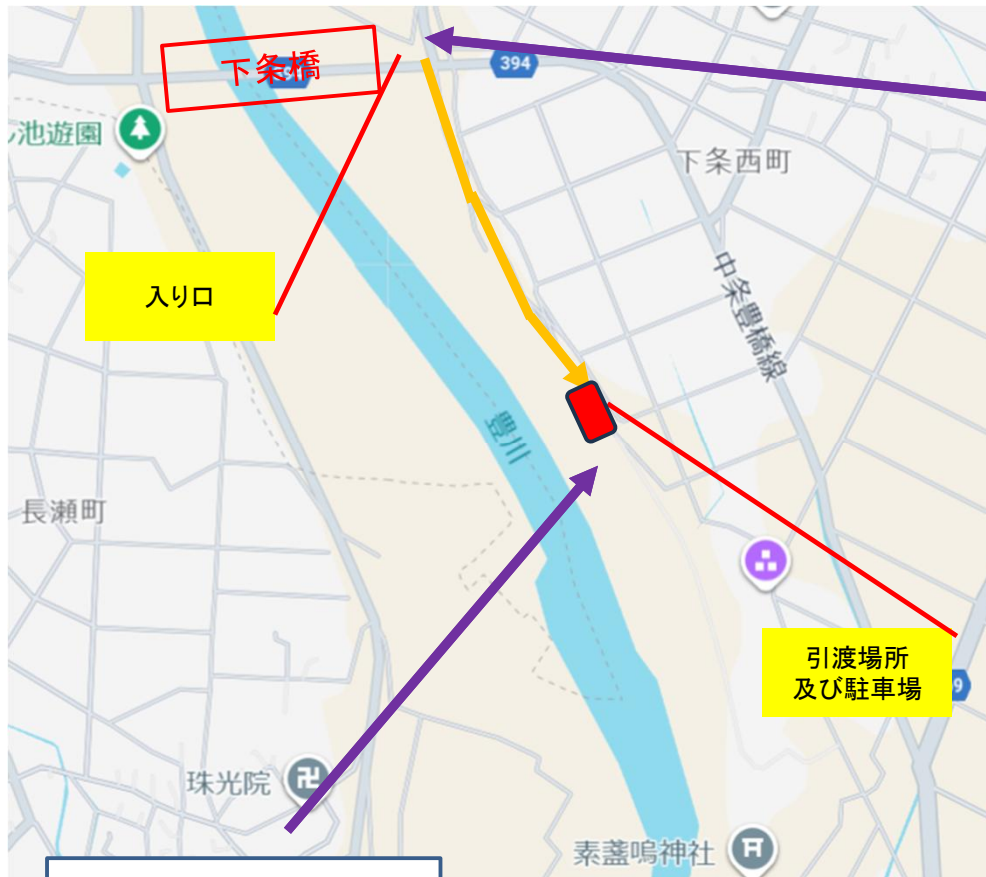 下条橋
394
下条西町
池遊園
入り口
中条豊橋線
豊川
長瀬町
引渡場所
及び駐車場
9
珠光院
素盞嗚神社